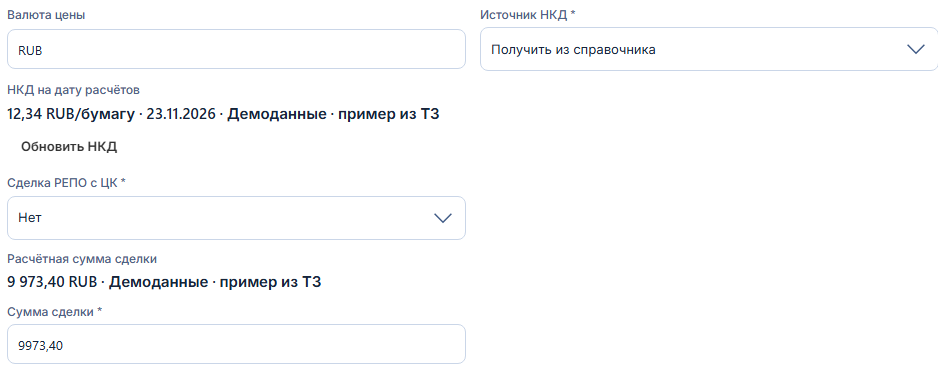 Валюта цены
RUB
Источник НКД *
Получить из справочника
НКД на дату расчётов
12,34 RUB/бумагу · 23.11.2026 · Демоданные · пример из ТЗ
Обновить НКД
Сделка РЕПО с ЦК *
Нет
Расчётная сумма сделки
9 973,40 RUB · Демоданные · пример из ТЗ
Сумма сделки *
9973,40